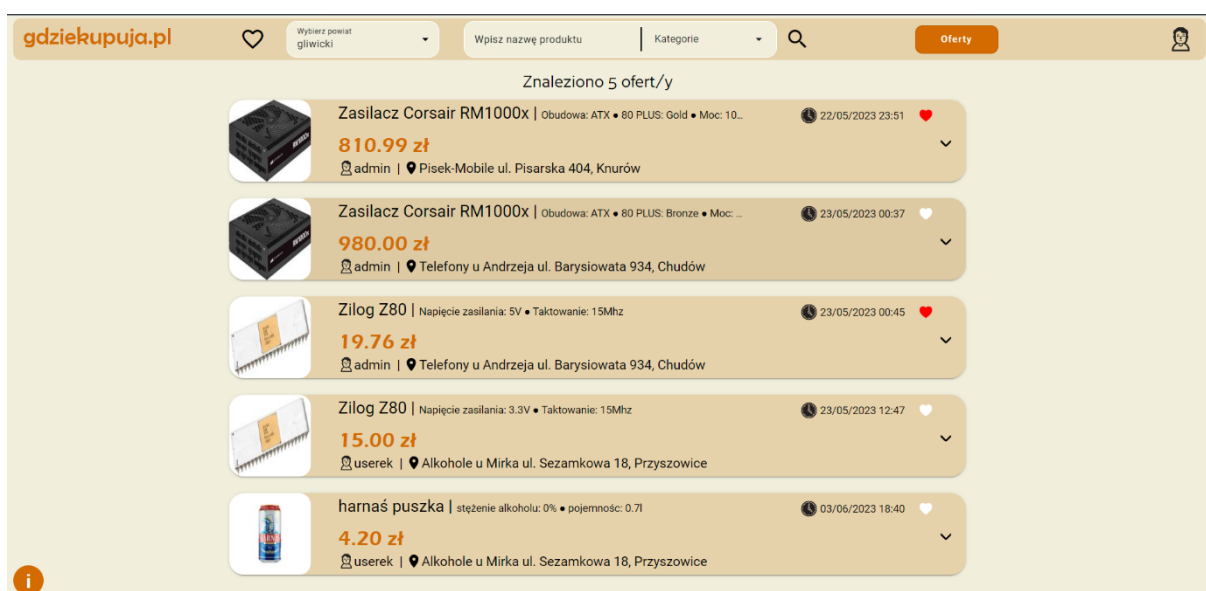 gdziekupuja.pl
Wybierz powiat
gliwicki
Wpisz nazwę produktu
Kategorie
Oferty
Znaleziono 5 ofert/y
Zasilacz Corsair RM1000x | Obudowa: ATX ● 80 PLUS: Gold ● Moc: 10...
22/05/2023 23:51
810.99 zł
admin | Pisek-Mobile ul. Pisarska 404, Knurów
Zasilacz Corsair RM1000x | Obudowa: ATX ● 80 PLUS: Bronze ● Moc: ...
23/05/2023 00:37
980.00 zł
admin | Telefony u Andrzeja ul. Barysiowata 934, Chudów
Zilog Z80 | Napięcie zasilania: 5V ● Taktowanie: 15Mhz
23/05/2023 00:45
19.76 zł
admin | Telefony u Andrzeja ul. Barysiowata 934, Chudów
Zilog Z80 | Napięcie zasilania: 3.3V ● Taktowanie: 15Mhz
23/05/2023 12:47
15.00 zł
userek | Alkohole u Mirka ul. Sezamkowa 18, Przyszowice
harnaś puszka | stężenie alkoholu: 0% ● pojemnośc: 0.7l
03/06/2023 18:40
4.20 zł
userek | Alkohole u Mirka ul. Sezamkowa 18, Przyszowice
i